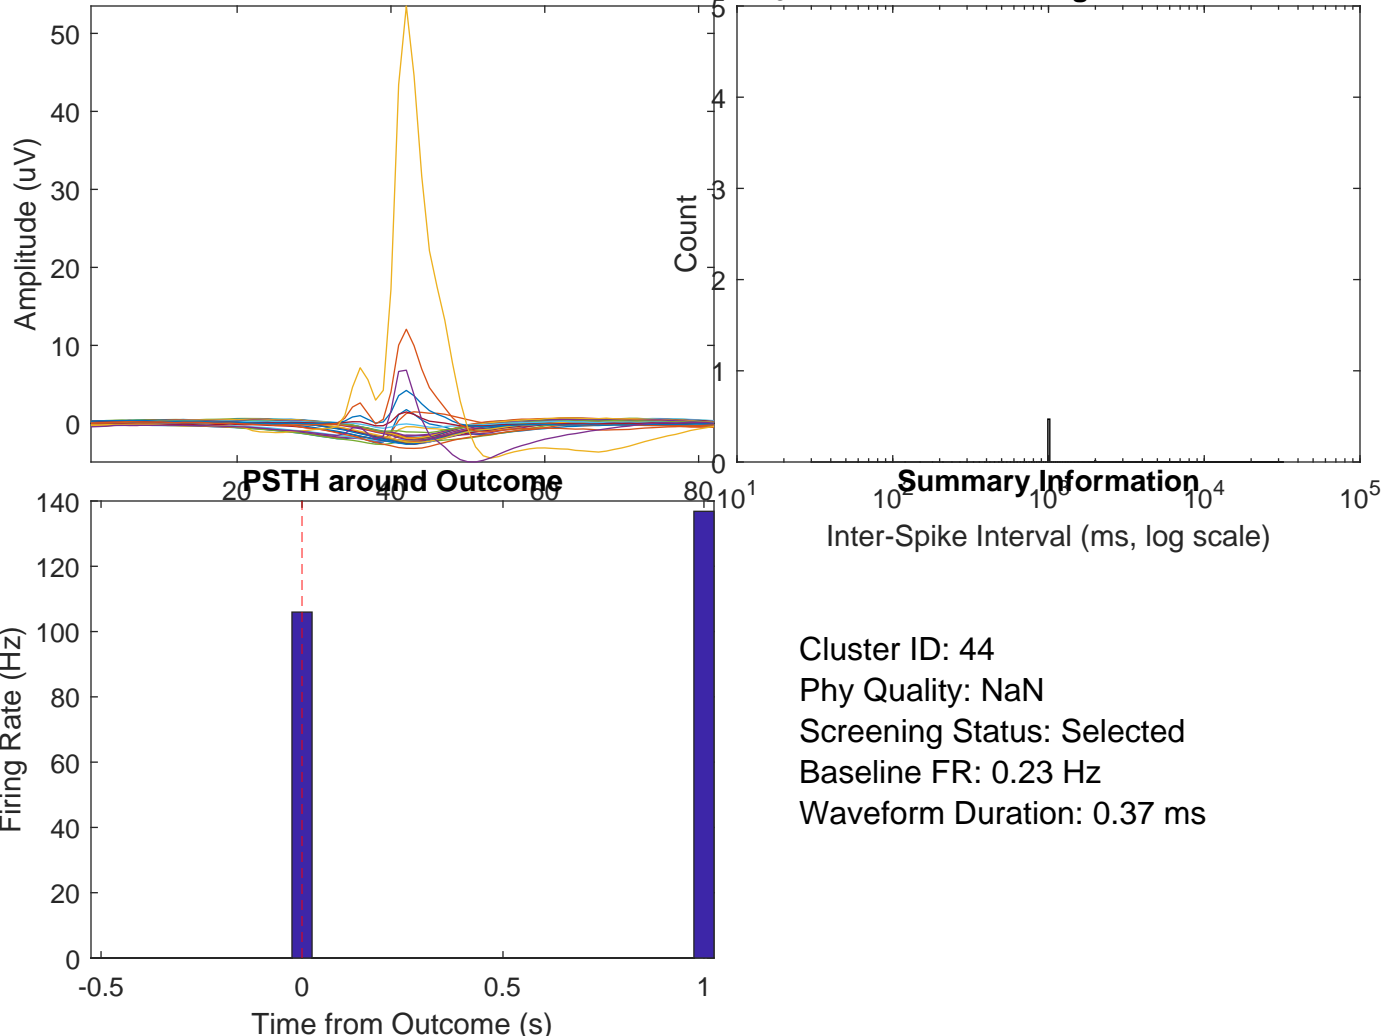 50
40
30
20
10
0
Amplitude (uV)
20 40 60 80
5
4
3
2
1
0
Count
10^1 10^2 10^4 10^5
Inter-Spike Interval (ms, log scale)
PSTH around Outcome
140
120
100
80
60
40
20
0
Firing Rate (Hz)
-0.5 0 0.5 1
Time from Outcome (s)
Summary Information
Cluster ID: 44
Phy Quality: NaN
Screening Status: Selected
Baseline FR: 0.23 Hz
Waveform Duration: 0.37 ms